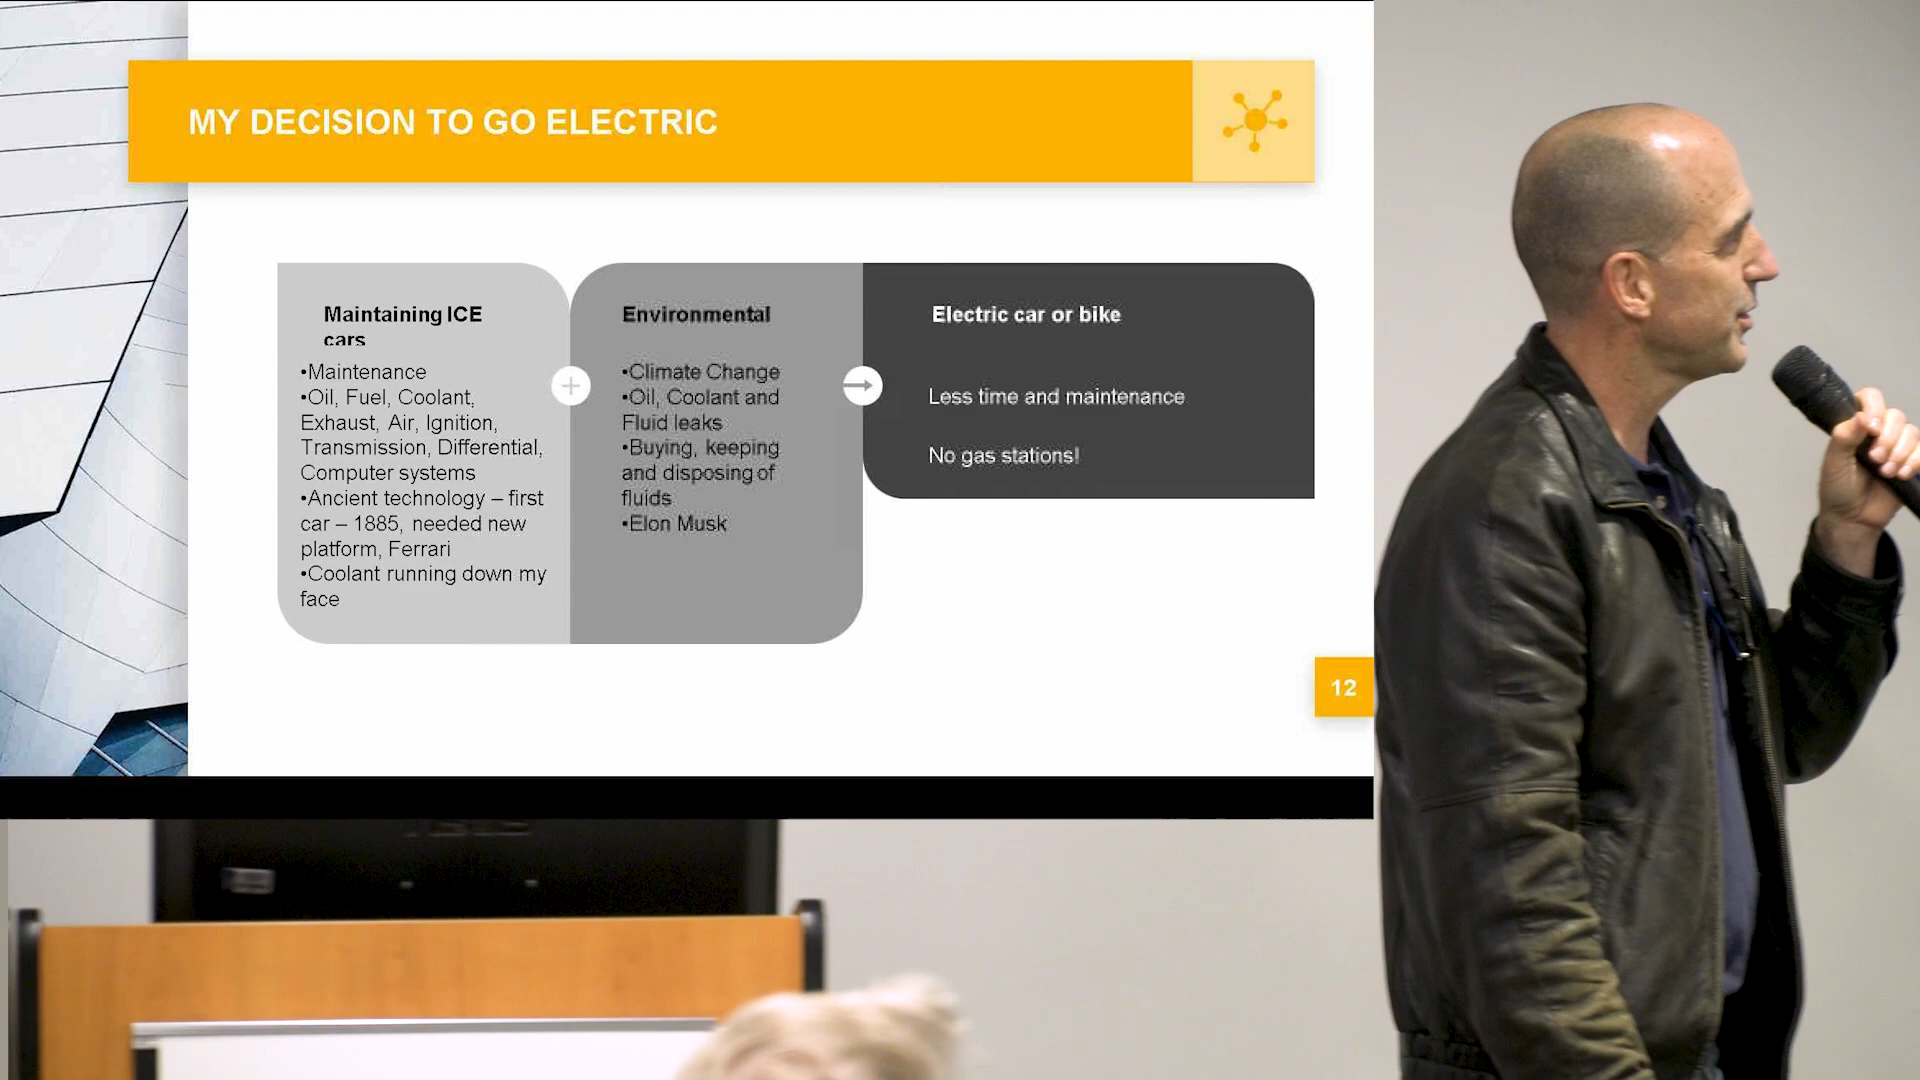 MY DECISION TO GO ELECTRIC
Maintaining ICE
cars
•Maintenance
•Oil, Fuel, Coolant,
Exhaust, Air, Ignition,
Transmission, Differential,
Computer systems
•Ancient technology – first
car – 1885, needed new
platform, Ferrari
•Coolant running down my
face
Environmental
•Climate Change
•Oil, Coolant and
Fluid leaks
•Buying, keeping
and disposing of
fluids
•Elon Musk
Electric car or bike
Less time and maintenance
No gas stations!
12